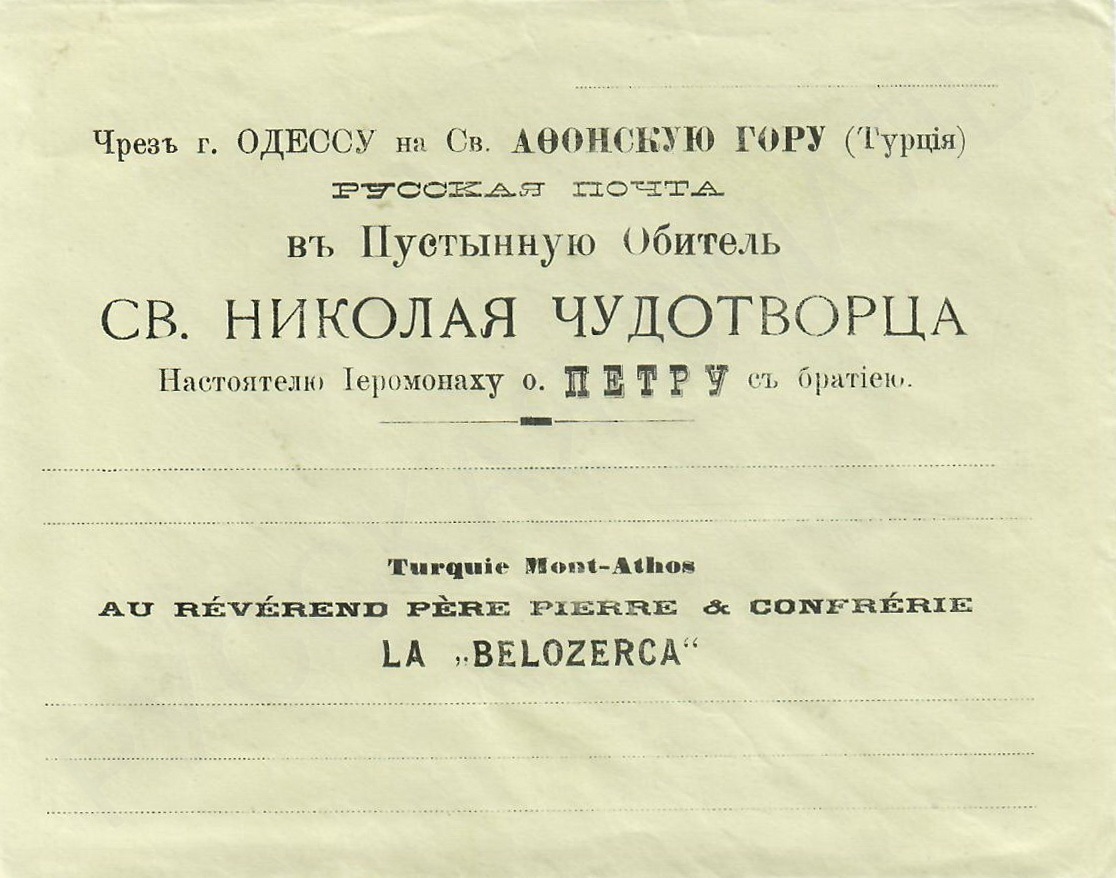 Чрезъ г. ОДЕССУ на Св. АѲОНСКУЮ ГОРУ (Турція)
РУССКАЯ ПОЧТА
въ Пустынную Обитель
СВ. НИКОЛАЯ ЧУДОТВОРЦА
Настоятелю Іеромонаху о. ПЕТРУ съ братіею.
Turquie Mont-Athos
AU RÉVÉREND PÈRE PIERRE & CONFRÉRIE
LA „BELOZERCA“